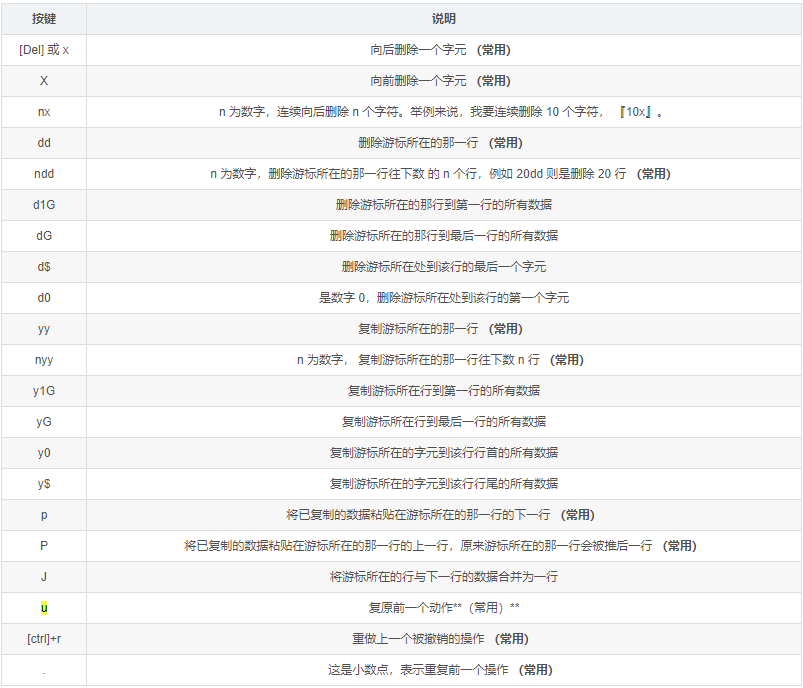 按键 说明
[Del] 或 x 向后删除一个字元 (常用)
X 向前删除一个字元 (常用)
nx n 为数字，连续向后删除 n 个字符。举例来说，我要连续删除 10 个字符， 『10x』。
dd 删除游标所在的那一行 (常用)
ndd n 为数字，删除游标所在的那一行往下数 的 n 个行，例如 20dd 则是删除 20 行 (常用)
d1G 删除游标所在的那行到第一行的所有数据
dG 删除游标所在的那行到最后一行的所有数据
d$ 删除游标所在处到该行的最后一个字元
d0 是数字 0，删除游标所在处到该行的第一个字元
yy 复制游标所在的那一行 (常用)
nyy n 为数字， 复制游标所在的那一行往下数 n 行 (常用)
y1G 复制游标所在行到第一行的所有数据
yG 复制游标所在行到最后一行的所有数据
y0 复制游标所在的字元到该行行首的所有数据
y$ 复制游标所在的字元到该行行尾的所有数据
p 将已复制的数据粘贴在游标所在的那一行的下一行 (常用)
P 将已复制的数据粘贴在游标所在的那一行的上一行，原来游标所在的那一行会被推后一行 (常用)
J 将游标所在的行与下一行的数据合并为一行
u 复原前一个动作**（常用）**
[ctrl]+r 重做上一个被撤销的操作 (常用)
. 这是小数点，表示重复前一个操作 (常用)